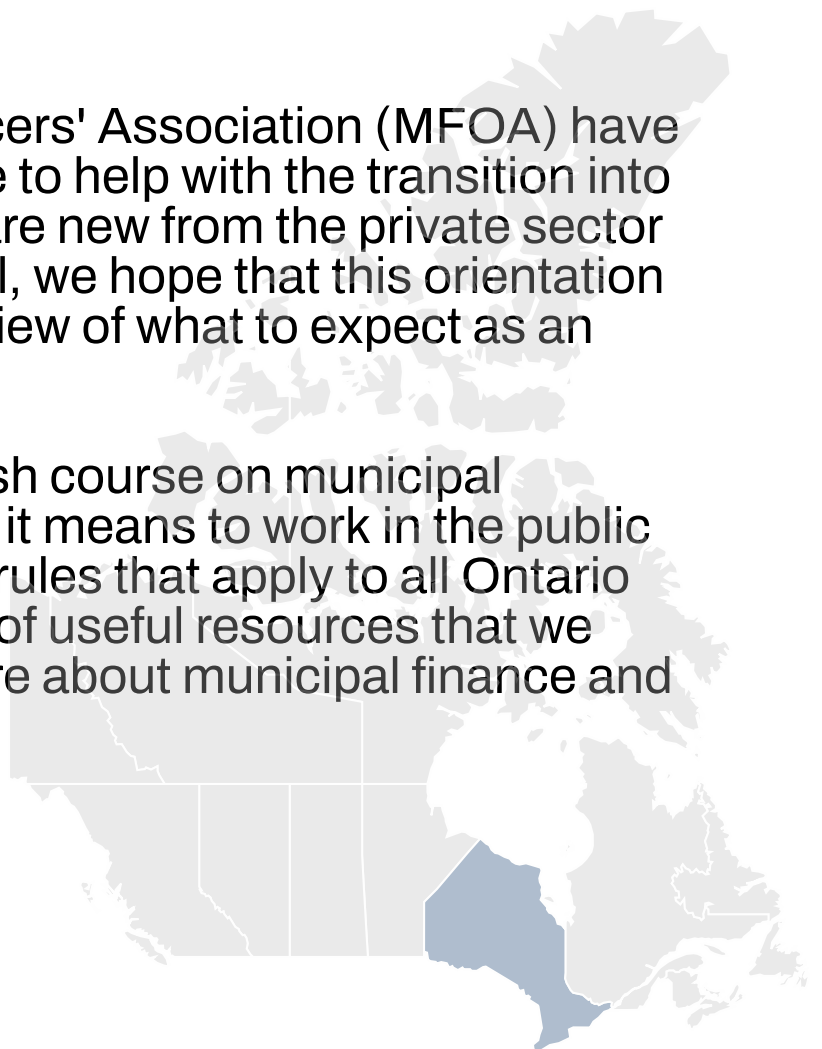 cers' Association (MFOA) have
e to help with the transition into
are new from the private sector
l, we hope that this orientation
iew of what to expect as an
sh course on municipal
it means to work in the public
rules that apply to all Ontario
of useful resources that we
re about municipal finance and